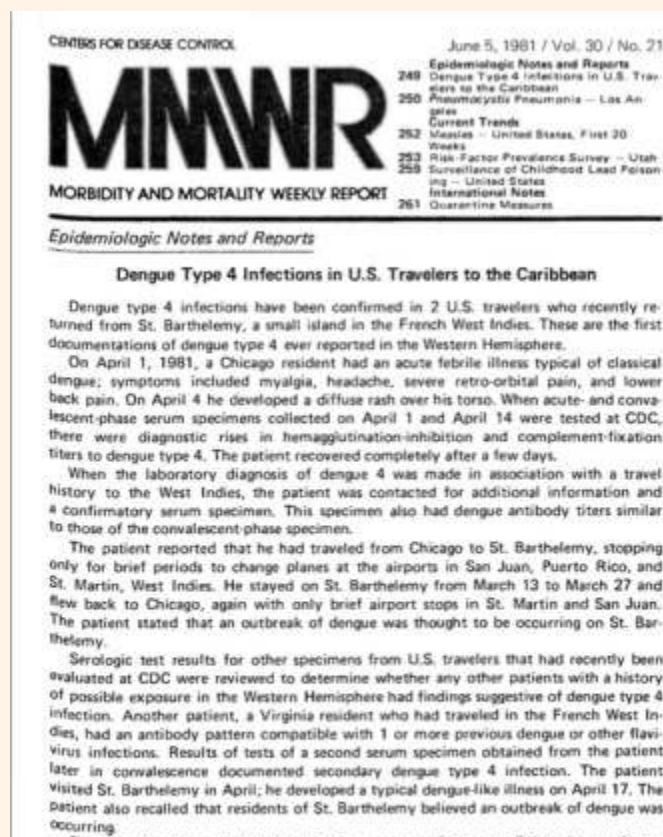 CENTERS FOR DISEASE CONTROL
June 5, 1981 / Vol. 30 / No. 21
MMWR
MORBIDITY AND MORTALITY WEEKLY REPORT
Epidemiologic Notes and Reports
249 Dengue Type 4 Infections in U.S. Trav-
elers to the Caribbean
250 Pneumocystis Pneumonia – Los An-
geles
Current Trends
252 Measles – United States, First 20
Weeks
253 Risk-Factor Prevalence Survey – Utah
259 Surveillance of Childhood Lead Poison-
ing – United States
International Notes
261 Quarantine Measures
Epidemiologic Notes and Reports
Dengue Type 4 Infections in U.S. Travelers to the Caribbean
Dengue type 4 infections have been confirmed in 2 U.S. travelers who recently re-
turned from St. Barthelemy, a small island in the French West Indies. These are the first
documentations of dengue type 4 ever reported in the Western Hemisphere.
On April 1, 1981, a Chicago resident had an acute febrile illness typical of classical
dengue; symptoms included myalgia, headache, severe retro-orbital pain, and lower
back pain. On April 4 he developed a diffuse rash over his torso. When acute- and conva-
lescent-phase serum specimens collected on April 1 and April 14 were tested at CDC,
there were diagnostic rises in hemagglutination-inhibition and complement-fixation
titers to dengue type 4. The patient recovered completely after a few days.
When the laboratory diagnosis of dengue 4 was made in association with a travel
history to the West Indies, the patient was contacted for additional information and
a confirmatory serum specimen. This specimen also had dengue antibody titers similar
to those of the convalescent-phase specimen.
The patient reported that he had traveled from Chicago to St. Barthelemy, stopping
only for brief periods to change planes at the airports in San Juan, Puerto Rico, and
St. Martin, West Indies. He stayed on St. Barthelemy from March 13 to March 27 and
flew back to Chicago, again with only brief airport stops in St. Martin and San Juan.
The patient stated that an outbreak of dengue was thought to be occurring on St. Bar-
thelemy.
Serologic test results for other specimens from U.S. travelers that had recently been
evaluated at CDC were reviewed to determine whether any other patients with a history
of possible exposure in the Western Hemisphere had findings suggestive of dengue type 4
infection. Another patient, a Virginia resident who had traveled in the French West In-
dies, had an antibody pattern compatible with 1 or more previous dengue or other flavi-
virus infections. Results of tests of a second serum specimen obtained from the patient
later in convalescence documented secondary dengue type 4 infection. The patient
visited St. Barthelemy in April; he developed a typical dengue-like illness on April 17. The
patient also recalled that residents of St. Barthelemy believed an outbreak of dengue was
occurring